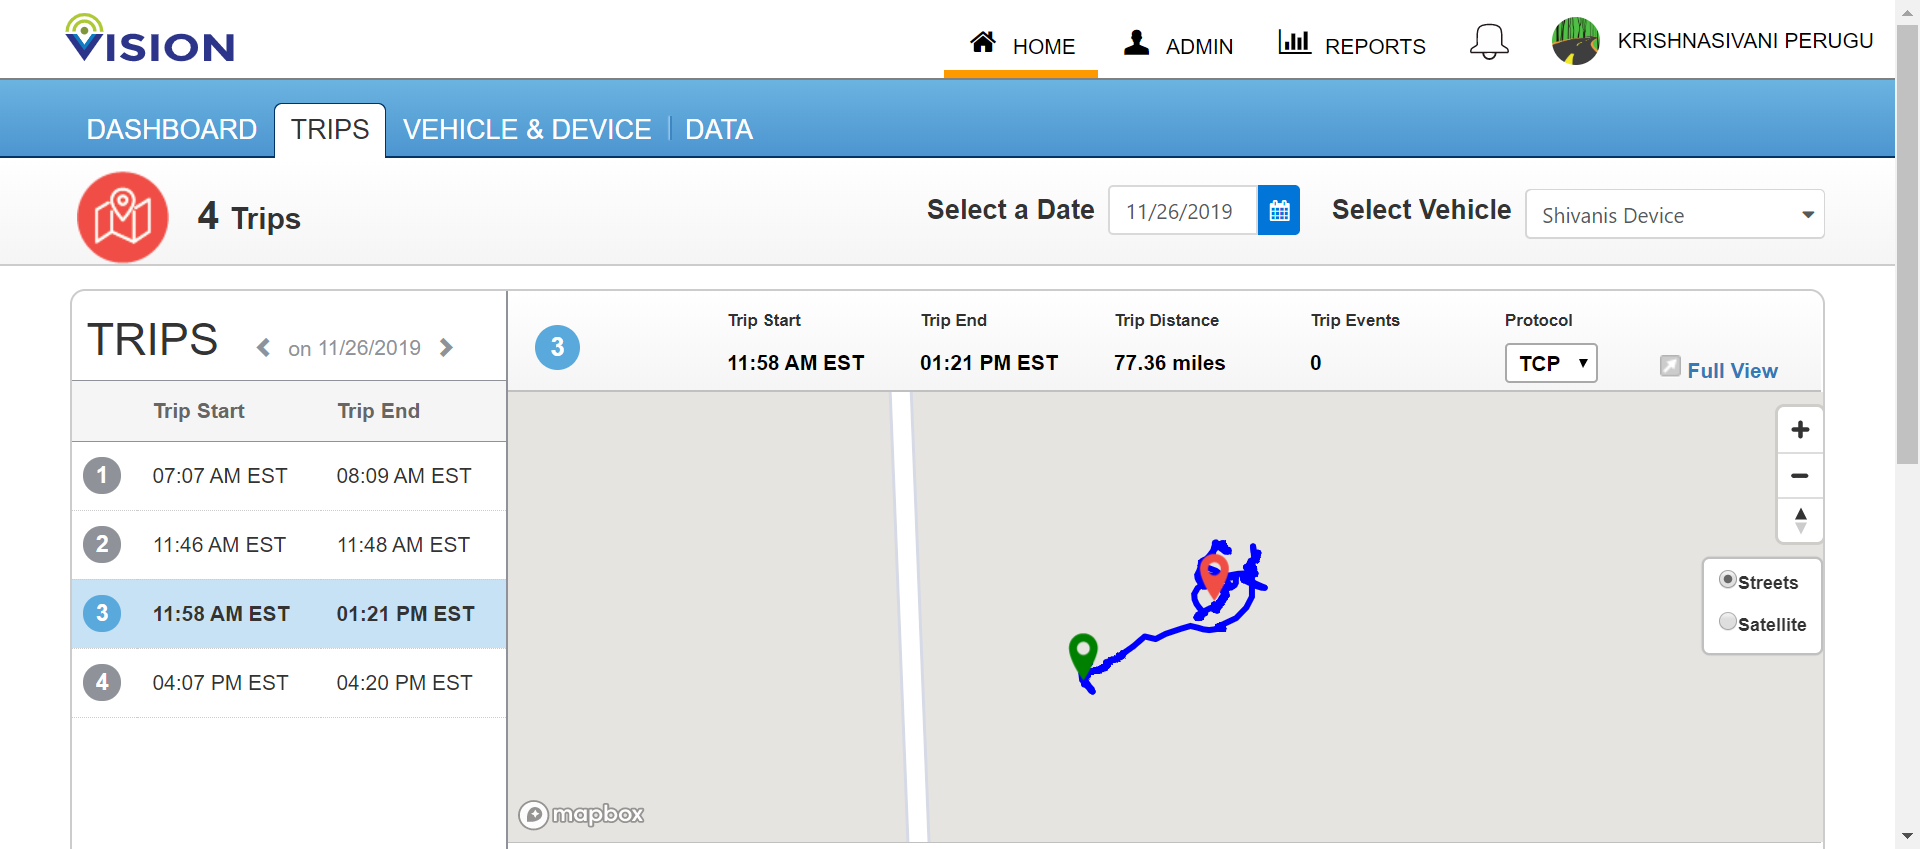 VISION
HOME
ADMIN
REPORTS
KRISHNASIVANI PERUGU
DASHBOARD
TRIPS
VEHICLE & DEVICE
DATA
4 Trips
Select a Date
11/26/2019
Select Vehicle
Shivanis Device
TRIPS
on 11/26/2019
Trip Start
Trip End
1
07:07 AM EST
08:09 AM EST
2
11:46 AM EST
11:48 AM EST
3
11:58 AM EST
01:21 PM EST
4
04:07 PM EST
04:20 PM EST
3
Trip Start
Trip End
Trip Distance
Trip Events
Protocol
11:58 AM EST
01:21 PM EST
77.36 miles
0
TCP
Full View
Streets
Satellite
mapbox